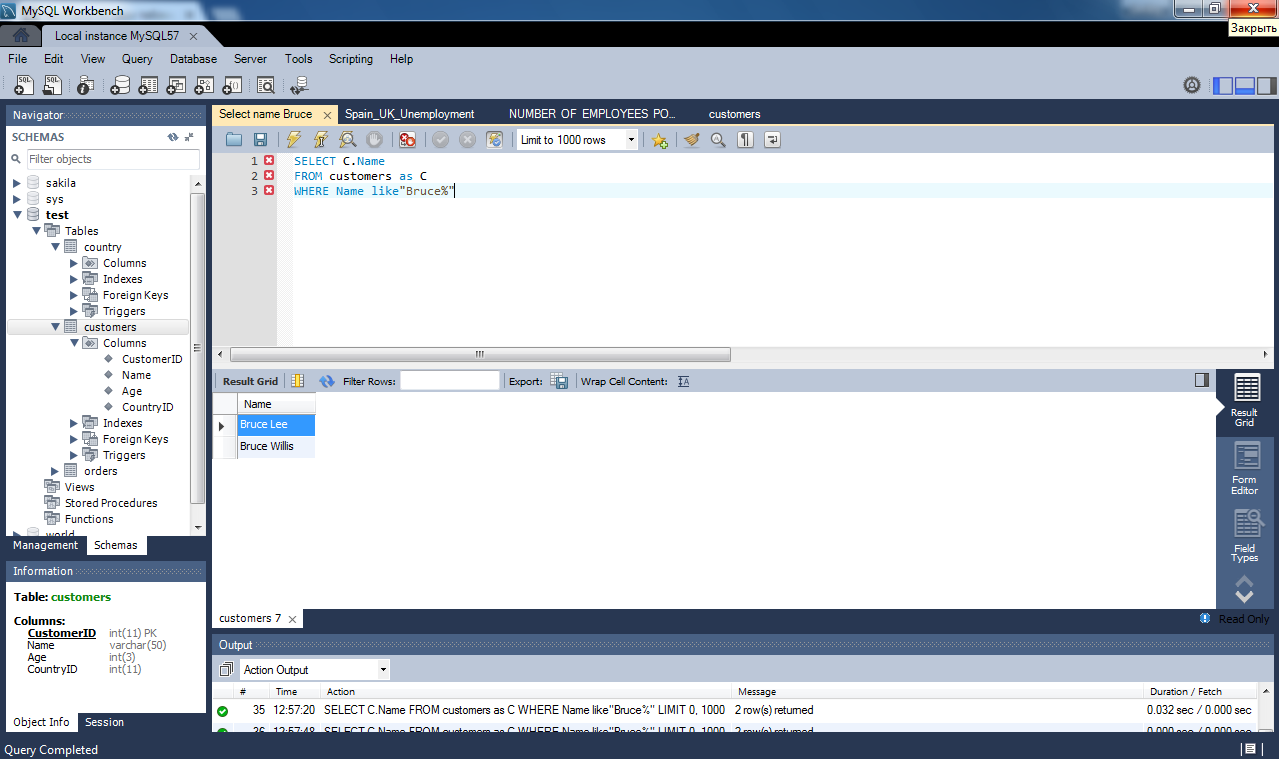 MySQL Workbench
Закрыть
Local instance MySQL57
File Edit View Query Database Server Tools Scripting Help
Navigator
SCHEMAS
Filter objects
sakila
sys
test
Tables
country
Columns
Indexes
Foreign Keys
Triggers
customers
Columns
CustomerID
Name
Age
CountryID
Indexes
Foreign Keys
Triggers
orders
Views
Stored Procedures
Functions
world
Management Schemas
Information
Table: customers
Columns:
CustomerID int(11) PK
Name varchar(50)
Age int(3)
CountryID int(11)
Object Info Session
Select name Bruce Spain_UK_Unemployment NUMBER OF EMPLOYEES PO... customers
Limit to 1000 rows
1 SELECT C.Name
2 FROM customers as C
3 WHERE Name like"Bruce%"
Result Grid Filter Rows: Export: Wrap Cell Content:
Name
Bruce Lee
Bruce Willis
Result
Grid
Form
Editor
Field
Types
customers 7
Read Only
Output
Action Output
# Time Action Message Duration / Fetch
35 12:57:20 SELECT C.Name FROM customers as C WHERE Name like"Bruce%" LIMIT 0, 1000 2 row(s) returned 0.032 sec / 0.000 sec
36 12:57:48 SELECT C.Name FROM customers as C WHERE Name like"Bruce%" LIMIT 0, 1000 2 row(s) returned 0.000 sec / 0.000 sec
Query Completed